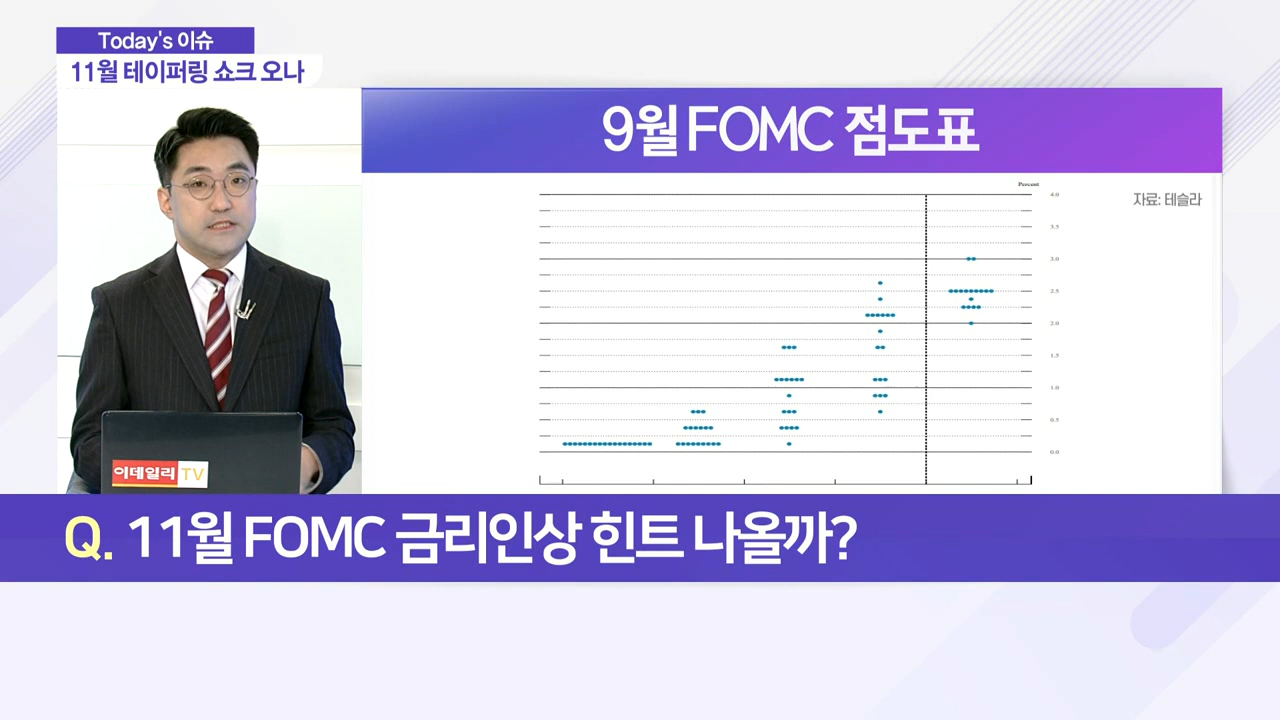 Today's 이슈
11월 테이퍼링 쇼크 오나
9월 FOMC 점도표
Percent
자료: 테슬라
4.0
3.5
3.0
2.5
2.0
1.5
1.0
0.5
0.0
이데일리 TV
Q. 11월 FOMC 금리인상 힌트 나올까?